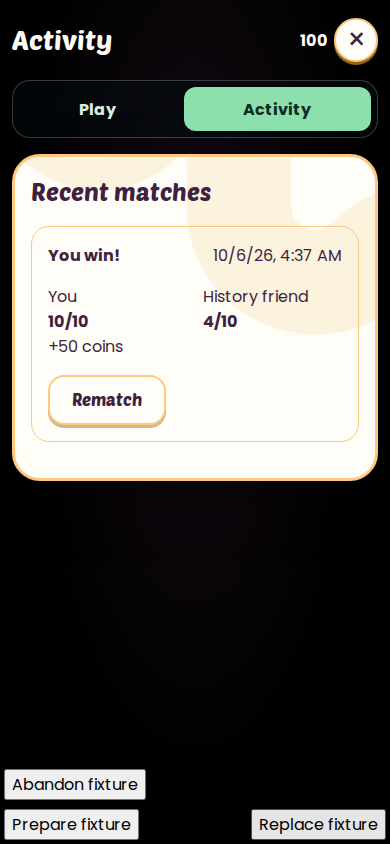 Activity
100 ×
Play Activity
Recent matches
You win! 10/6/26, 4:37 AM
You History friend
10/10 4/10
+50 coins
Rematch
Abandon fixture
Prepare fixture Replace fixture